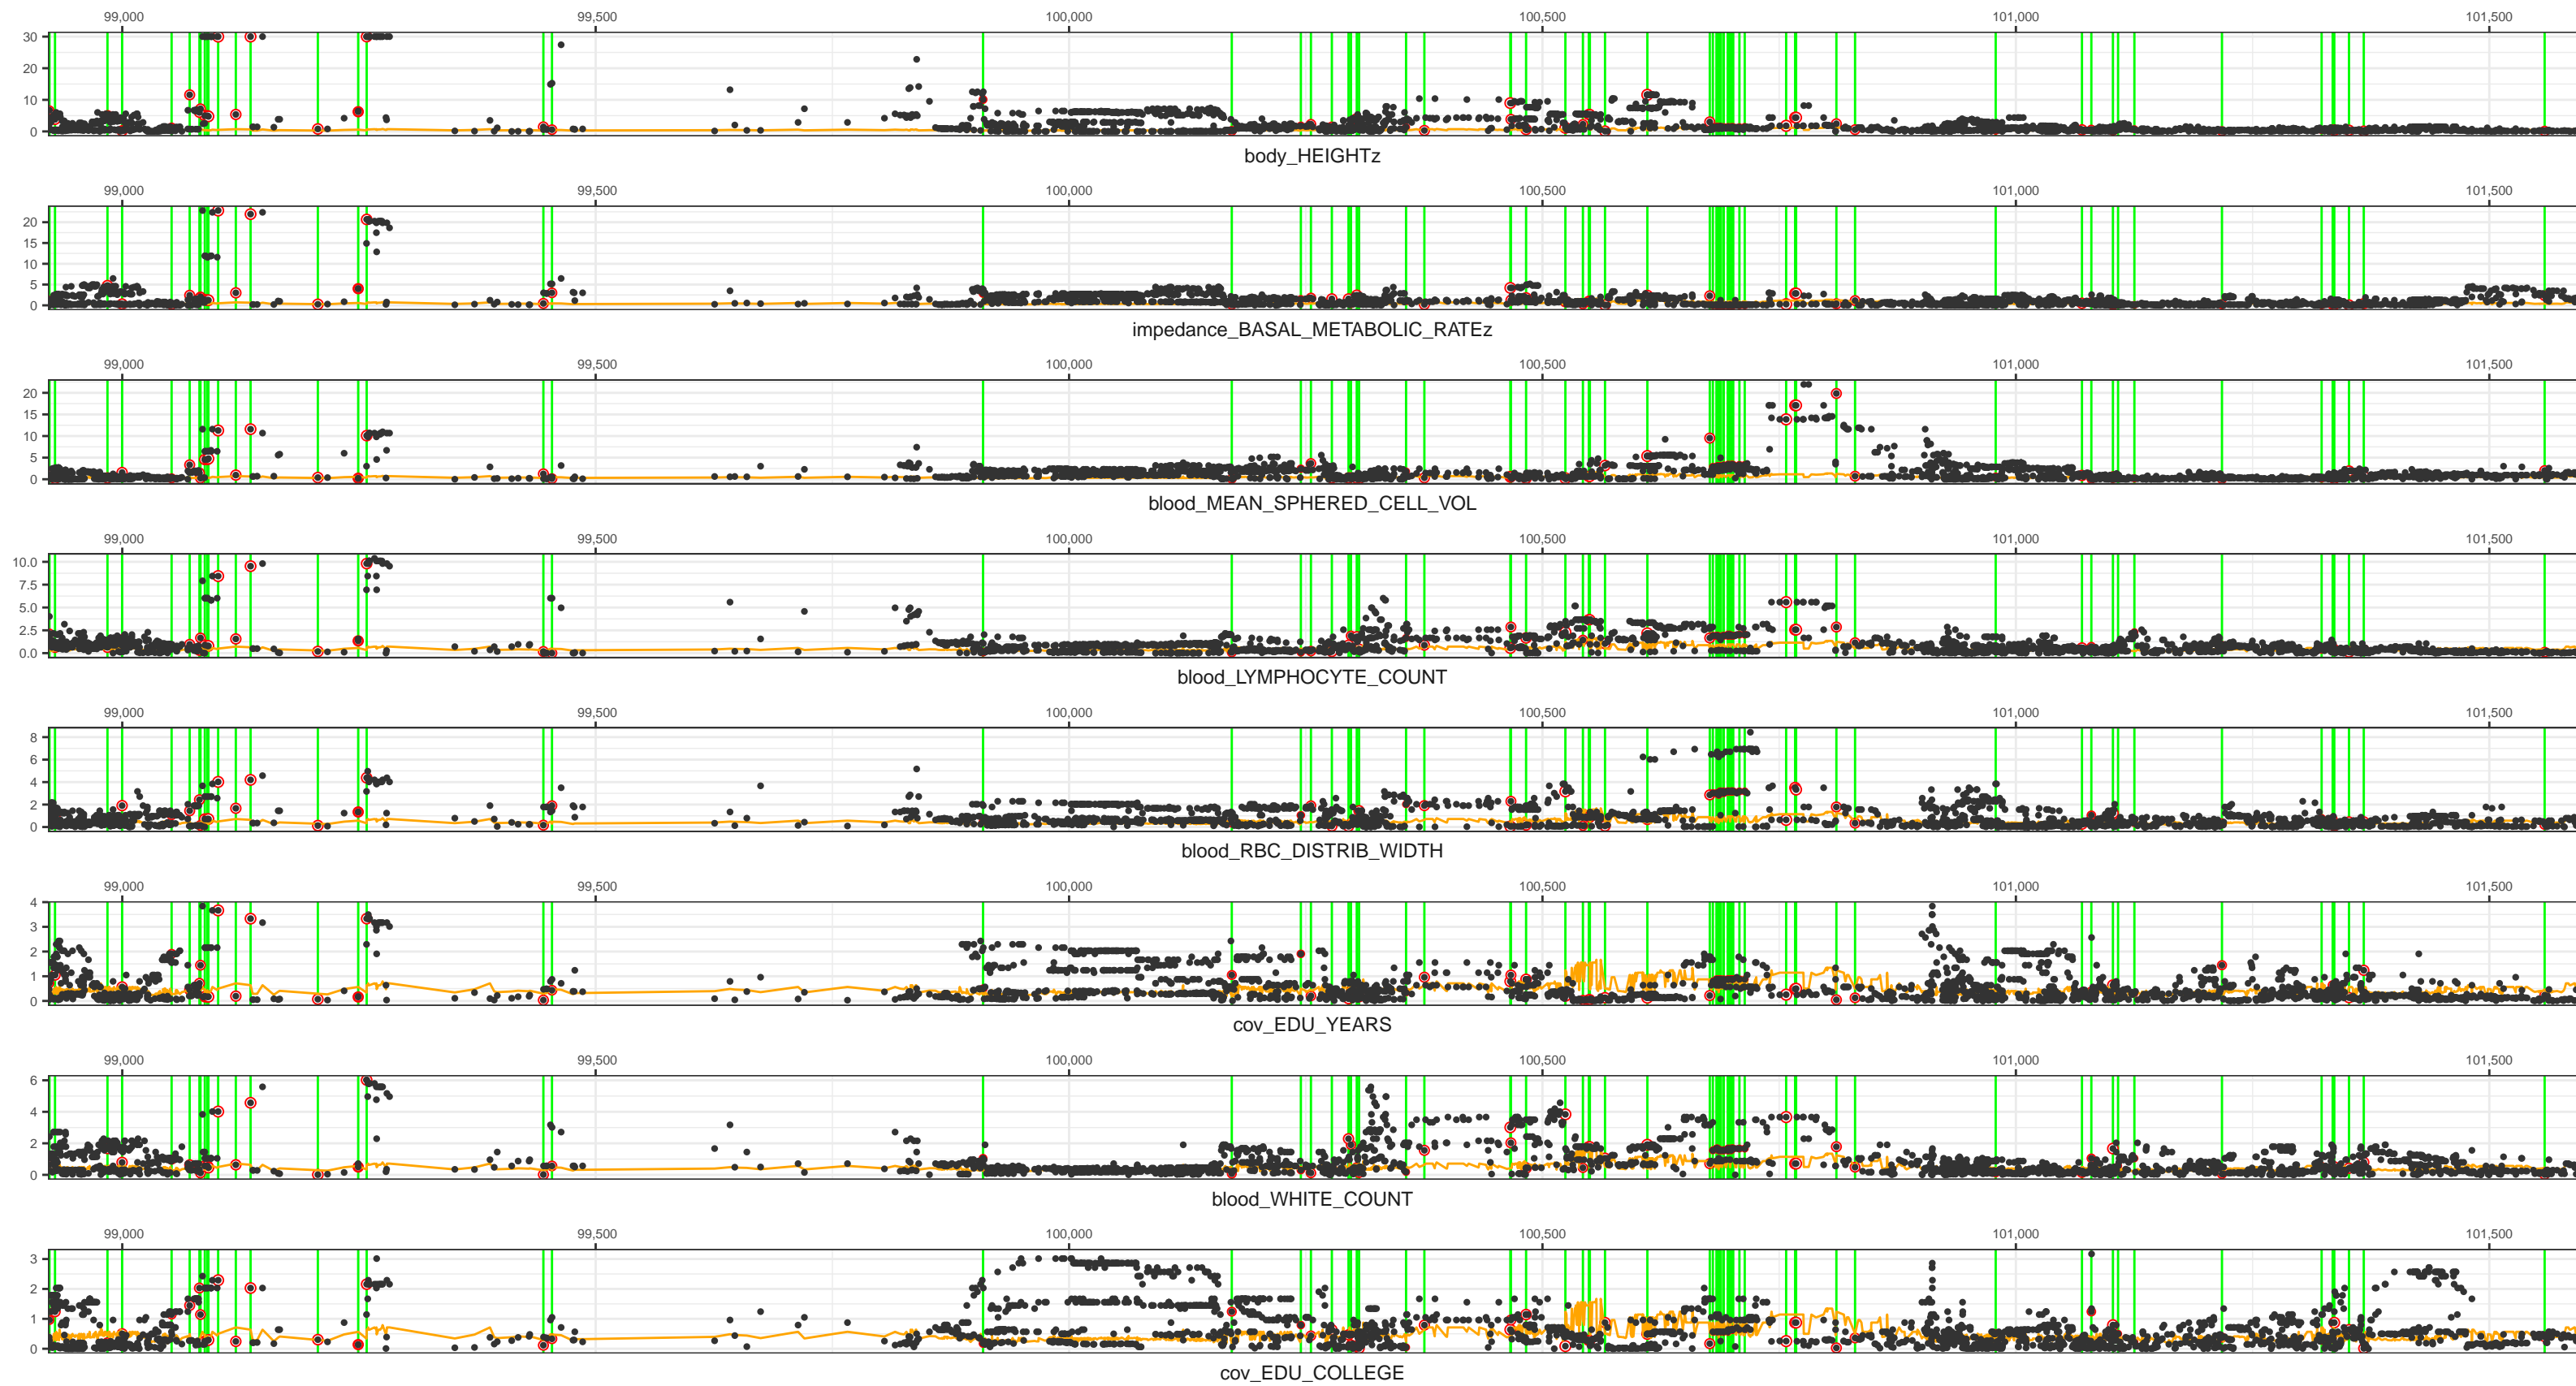 99,000 99,500 100,000 100,500 101,000 101,500
30
20
10
0
body_HEIGHTz
99,000 99,500 100,000 100,500 101,000 101,500
20
15
10
5
0
impedance_BASAL_METABOLIC_RATEz
99,000 99,500 100,000 100,500 101,000 101,500
20
15
10
5
0
blood_MEAN_SPHERED_CELL_VOL
99,000 99,500 100,000 100,500 101,000 101,500
10.0
7.5
5.0
2.5
0.0
blood_LYMPHOCYTE_COUNT
99,000 99,500 100,000 100,500 101,000 101,500
8
6
4
2
0
blood_RBC_DISTRIB_WIDTH
99,000 99,500 100,000 100,500 101,000 101,500
4
3
2
1
0
cov_EDU_YEARS
99,000 99,500 100,000 100,500 101,000 101,500
6
4
2
0
blood_WHITE_COUNT
99,000 99,500 100,000 100,500 101,000 101,500
3
2
1
0
cov_EDU_COLLEGE